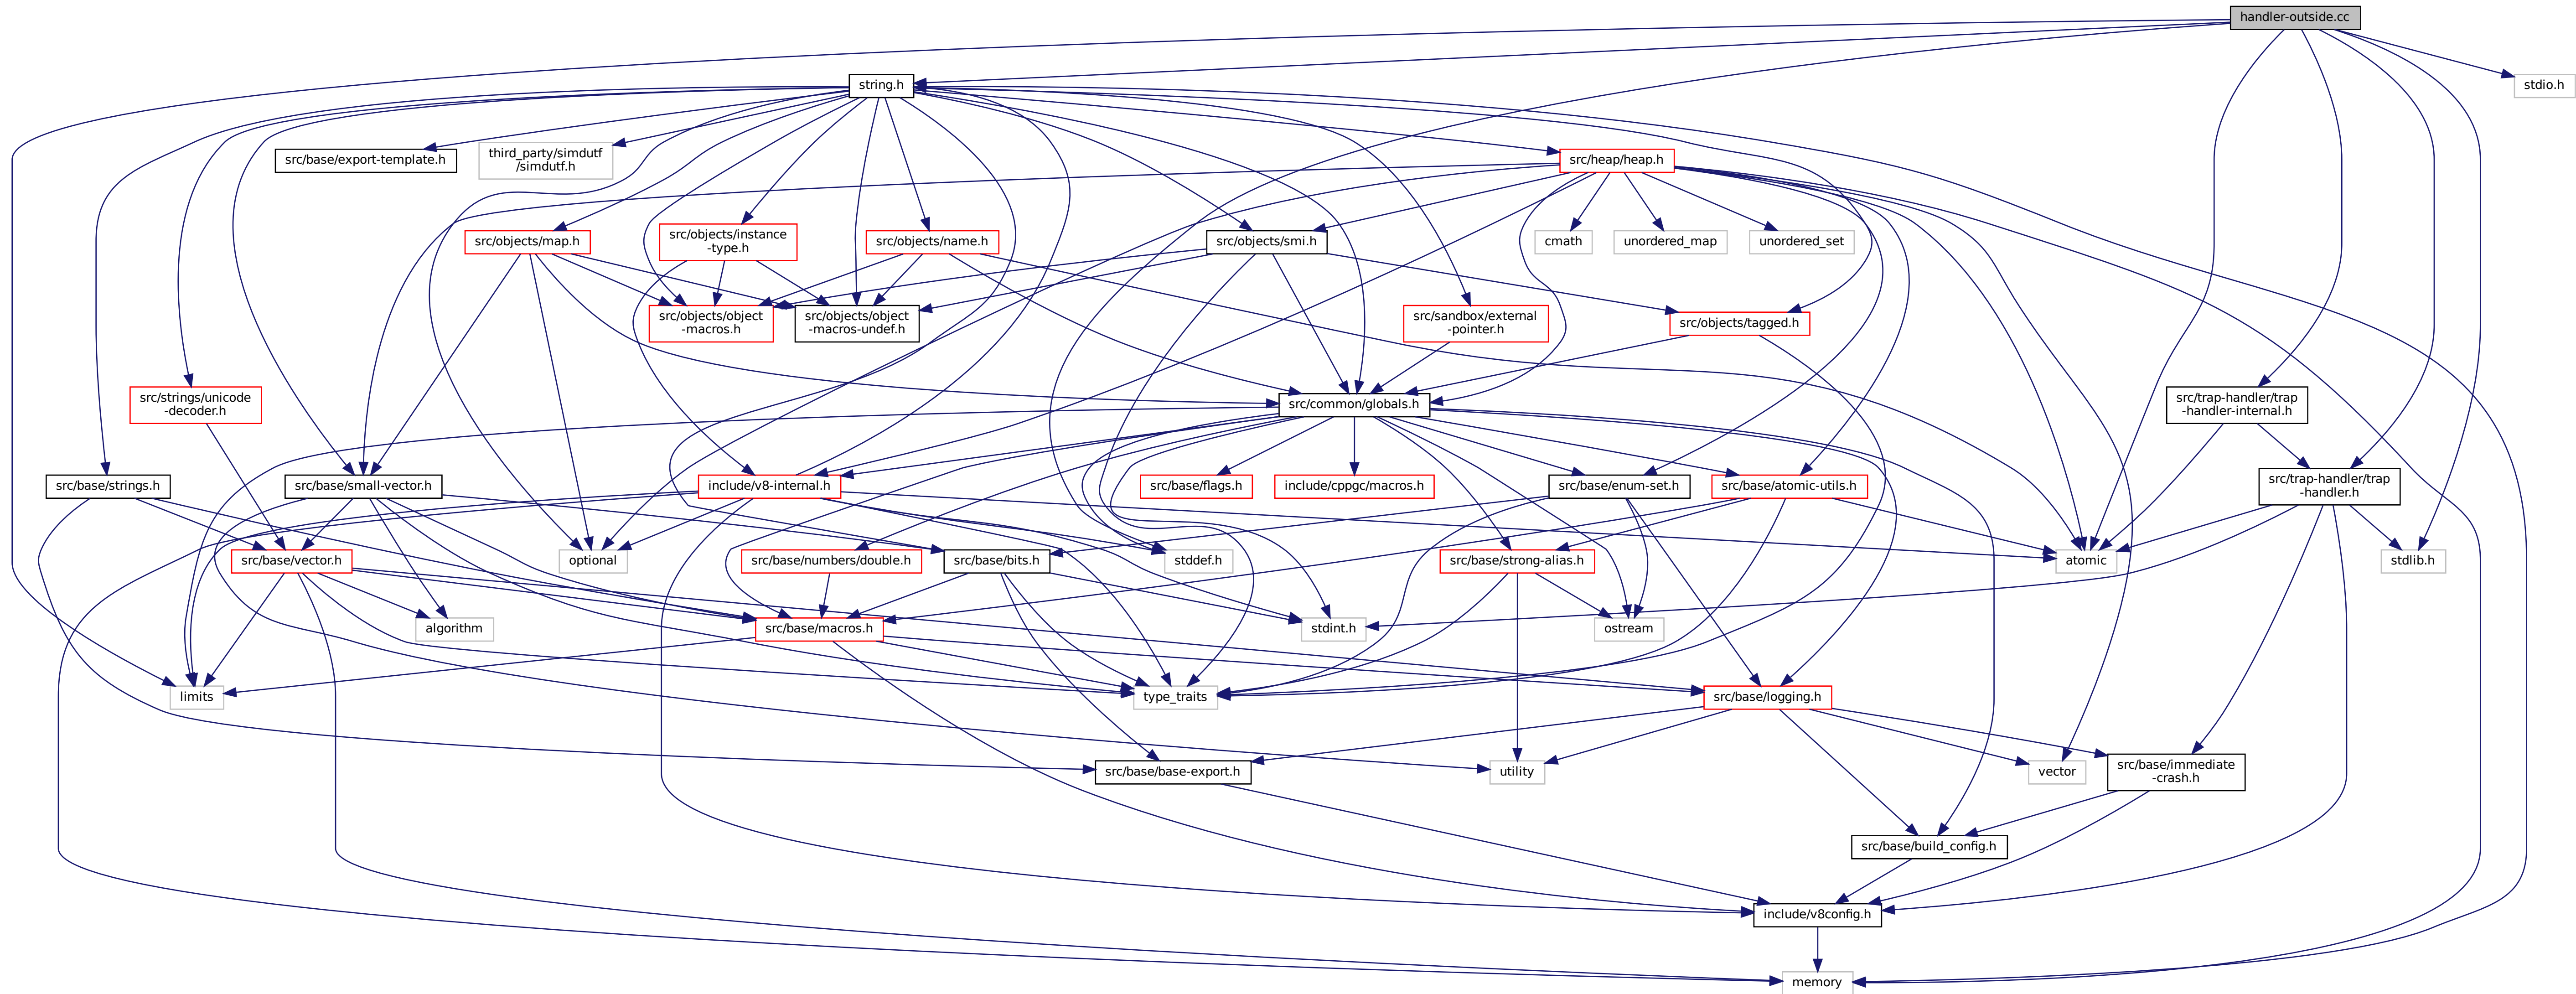 handler-outside.cc
string.h
stdio.h
src/base/export-template.h
third_party/simdutf
/simdutf.h
src/heap/heap.h
src/objects/map.h
src/objects/instance
-type.h
src/objects/name.h
src/objects/smi.h
cmath
unordered_map
unordered_set
src/objects/object
-macros.h
src/objects/object
-macros-undef.h
src/sandbox/external
-pointer.h
src/objects/tagged.h
src/strings/unicode
-decoder.h
src/common/globals.h
src/trap-handler/trap
-handler-internal.h
src/base/strings.h
src/base/small-vector.h
include/v8-internal.h
src/base/flags.h
include/cppgc/macros.h
src/base/enum-set.h
src/base/atomic-utils.h
src/trap-handler/trap
-handler.h
src/base/vector.h
optional
src/base/numbers/double.h
src/base/bits.h
stddef.h
src/base/strong-alias.h
atomic
stdlib.h
algorithm
src/base/macros.h
stdint.h
ostream
limits
type_traits
src/base/logging.h
src/base/base-export.h
utility
vector
src/base/immediate
-crash.h
src/base/build_config.h
include/v8config.h
memory